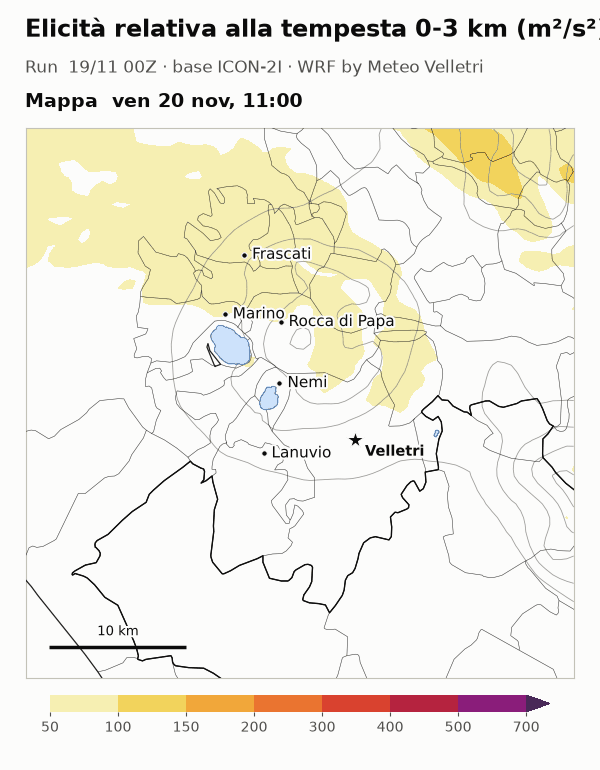 Elicità relativa alla tempesta 0-3 km (m²/s²)
Run 19/11 00Z · base ICON-2I · WRF by Meteo Velletri
Mappa ven 20 nov, 11:00
Frascati
Marino
Rocca di Papa
Nemi
Velletri
Lanuvio
10 km
50 100 150 200 300 400 500 700